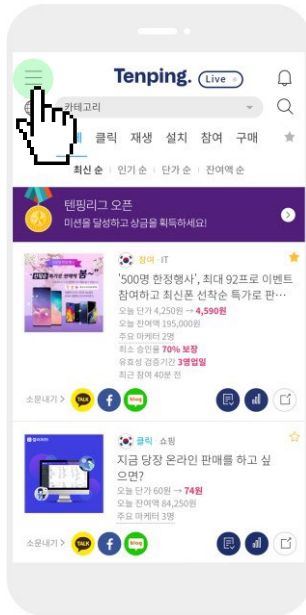 Tenping. Live
카테고리
클릭 재생 설치 참여 구매
최신 순 인기 순 단가 순 잔여액 순
텐핑리그 오픈
미션을 달성하고 상금을 획득하세요!
참여 · IT
'500명 한정행사', 최대 92프로 이벤트
참여하고 최신폰 선착순 특가로 판···
오늘 단가 4,250원 → 4,590원
오늘 잔여액 195,000원
주요 마케터 2명
최소 승인율 70% 보장
유효성 검증기간 3영업일
최근 참여 40분 전
소문내기 > TALK f blog
클릭 · 쇼핑
지금 당장 온라인 판매를 하고 싶
으면?
오늘 단가 60원 → 74원
오늘 잔여액 84,250원
주요 마케터 3명
소문내기 > TALK f blog